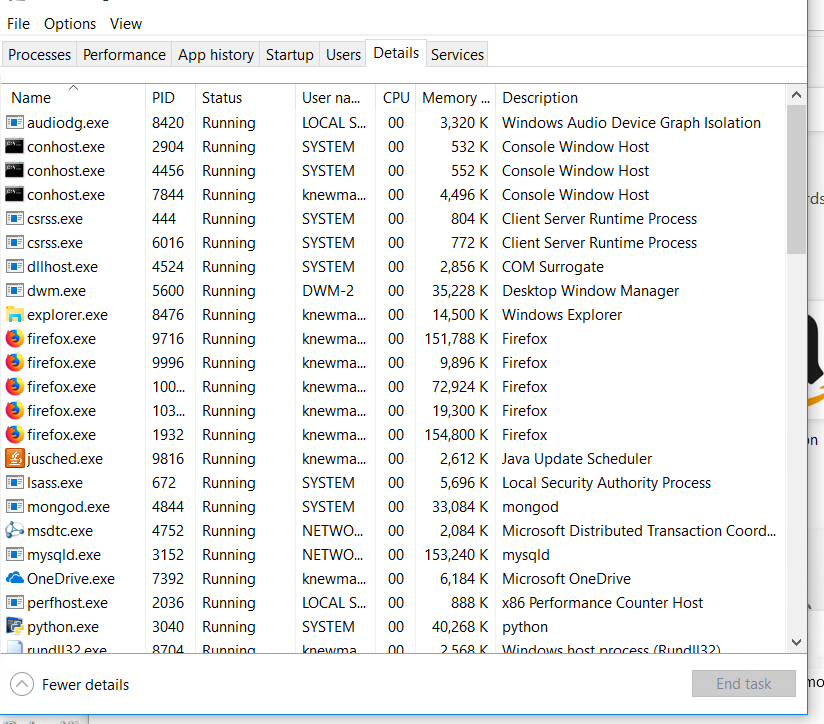 File Options View
Processes Performance App history Startup Users Details Services
Name PID Status User na... CPU Memory ... Description
audiodg.exe 8420 Running LOCAL S... 00 3,320 K Windows Audio Device Graph Isolation
conhost.exe 2904 Running SYSTEM 00 532 K Console Window Host
conhost.exe 4456 Running SYSTEM 00 552 K Console Window Host
conhost.exe 7844 Running knewma... 00 4,496 K Console Window Host
csrss.exe 444 Running SYSTEM 00 804 K Client Server Runtime Process
csrss.exe 6016 Running SYSTEM 00 772 K Client Server Runtime Process
dllhost.exe 4524 Running SYSTEM 00 2,856 K COM Surrogate
dwm.exe 5600 Running DWM-2 00 35,228 K Desktop Window Manager
explorer.exe 8476 Running knewma... 00 14,500 K Windows Explorer
firefox.exe 9716 Running knewma... 00 151,788 K Firefox
firefox.exe 9996 Running knewma... 00 9,896 K Firefox
firefox.exe 100... Running knewma... 00 72,924 K Firefox
firefox.exe 103... Running knewma... 00 19,300 K Firefox
firefox.exe 1932 Running knewma... 00 154,800 K Firefox
jusched.exe 9816 Running knewma... 00 2,612 K Java Update Scheduler
lsass.exe 672 Running SYSTEM 00 5,696 K Local Security Authority Process
mongod.exe 4844 Running SYSTEM 00 33,084 K mongod
msdtc.exe 4752 Running NETWO... 00 2,084 K Microsoft Distributed Transaction Coord...
mysqld.exe 3152 Running NETWO... 00 153,240 K mysqld
OneDrive.exe 7392 Running knewma... 00 6,184 K Microsoft OneDrive
perfhost.exe 2036 Running LOCAL S... 00 888 K x86 Performance Counter Host
python.exe 3040 Running SYSTEM 00 40,268 K python
rundll32.exe 8704 Running knewma... 00 2,568 K Windows host process (Rundll32)
Fewer details End task